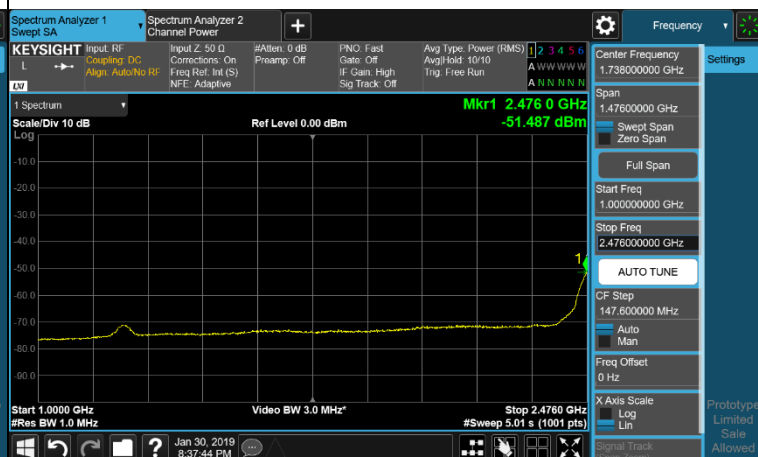 Spectrum Analyzer 1
Swept SA
Spectrum Analyzer 2
Channel Power
+
Frequency
KEYSIGHT
L
LXI
Input: RF
Coupling: DC
Align: Auto/No RF
Input Z: 50 Ω
Corrections: On
Freq Ref: Int (S)
NFE: Adaptive
#Atten: 0 dB
Preamp: Off
PNO: Fast
Gate: Off
IF Gain: High
Sig Track: Off
Avg Type: Power (RMS)
Avg|Hold: 10/10
Trig: Free Run
1 2 3 4 5 6
A W W W W W
A N N N N N
1 Spectrum
Scale/Div 10 dB
Ref Level 0.00 dBm
Mkr1 2.476 0 GHz
-51.487 dBm
Log
-10.0
-20.0
-30.0
-40.0
-50.0
-60.0
-70.0
-80.0
-90.0
1
Start 1.0000 GHz
#Res BW 1.0 MHz
Video BW 3.0 MHz*
Stop 2.4760 GHz
#Sweep 5.01 s (1001 pts)
?
Jan 30, 2019
8:37:44 PM
Center Frequency
1.738000000 GHz
Span
1.47600000 GHz
Swept Span
Zero Span
Full Span
Start Freq
1.000000000 GHz
Stop Freq
2.476000000 GHz
AUTO TUNE
CF Step
147.600000 MHz
Auto
Man
Freq Offset
0 Hz
X Axis Scale
Log
Lin
Signal Track
Settings
Prototype
Limited
Sale
Allowed